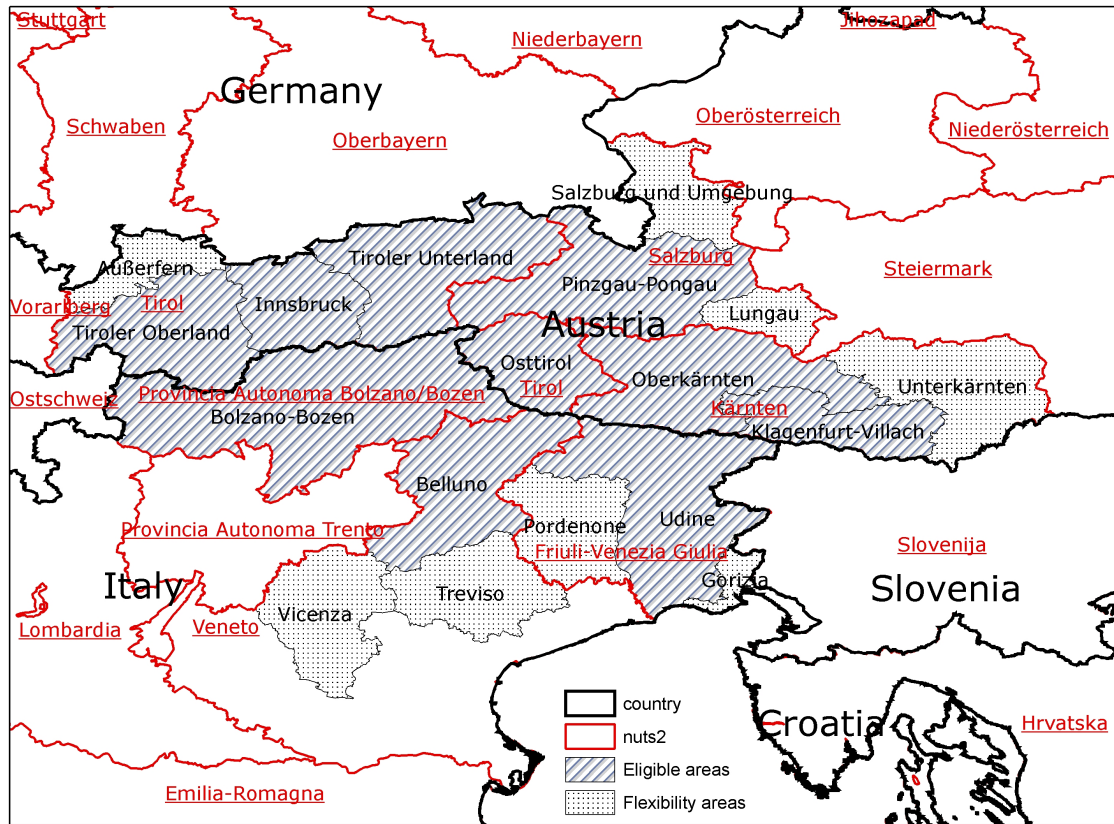 Stuttgart
Jihozapad
Niederbayern
Germany
Oberösterreich
Schwaben
Niederösterreich
Oberbayern
Salzburg und Umgebung
Tiroler Unterland
Salzburg
Außerfern
Steiermark
Pinzgau-Pongau
Vorarlberg
Tirol
Innsbruck
Lungau
Tiroler Oberland
Austria
Osttirol
Oberkärnten
Unterkärnten
Tirol
Ostschweiz
Provincia Autonoma Bolzano/Bozen
Kärnten
Bolzano-Bozen
Klagenfurt-Villach
Belluno
Udine
Pordenone
Provincia Autonoma Trento
Friuli-Venezia Giulia
Slovenija
Gorizia
Italy
Slovenia
Treviso
Vicenza
Lombardia
Veneto
country
Croatia
Hrvatska
nuts2
Eligible areas
Emilia-Romagna
Flexibility areas